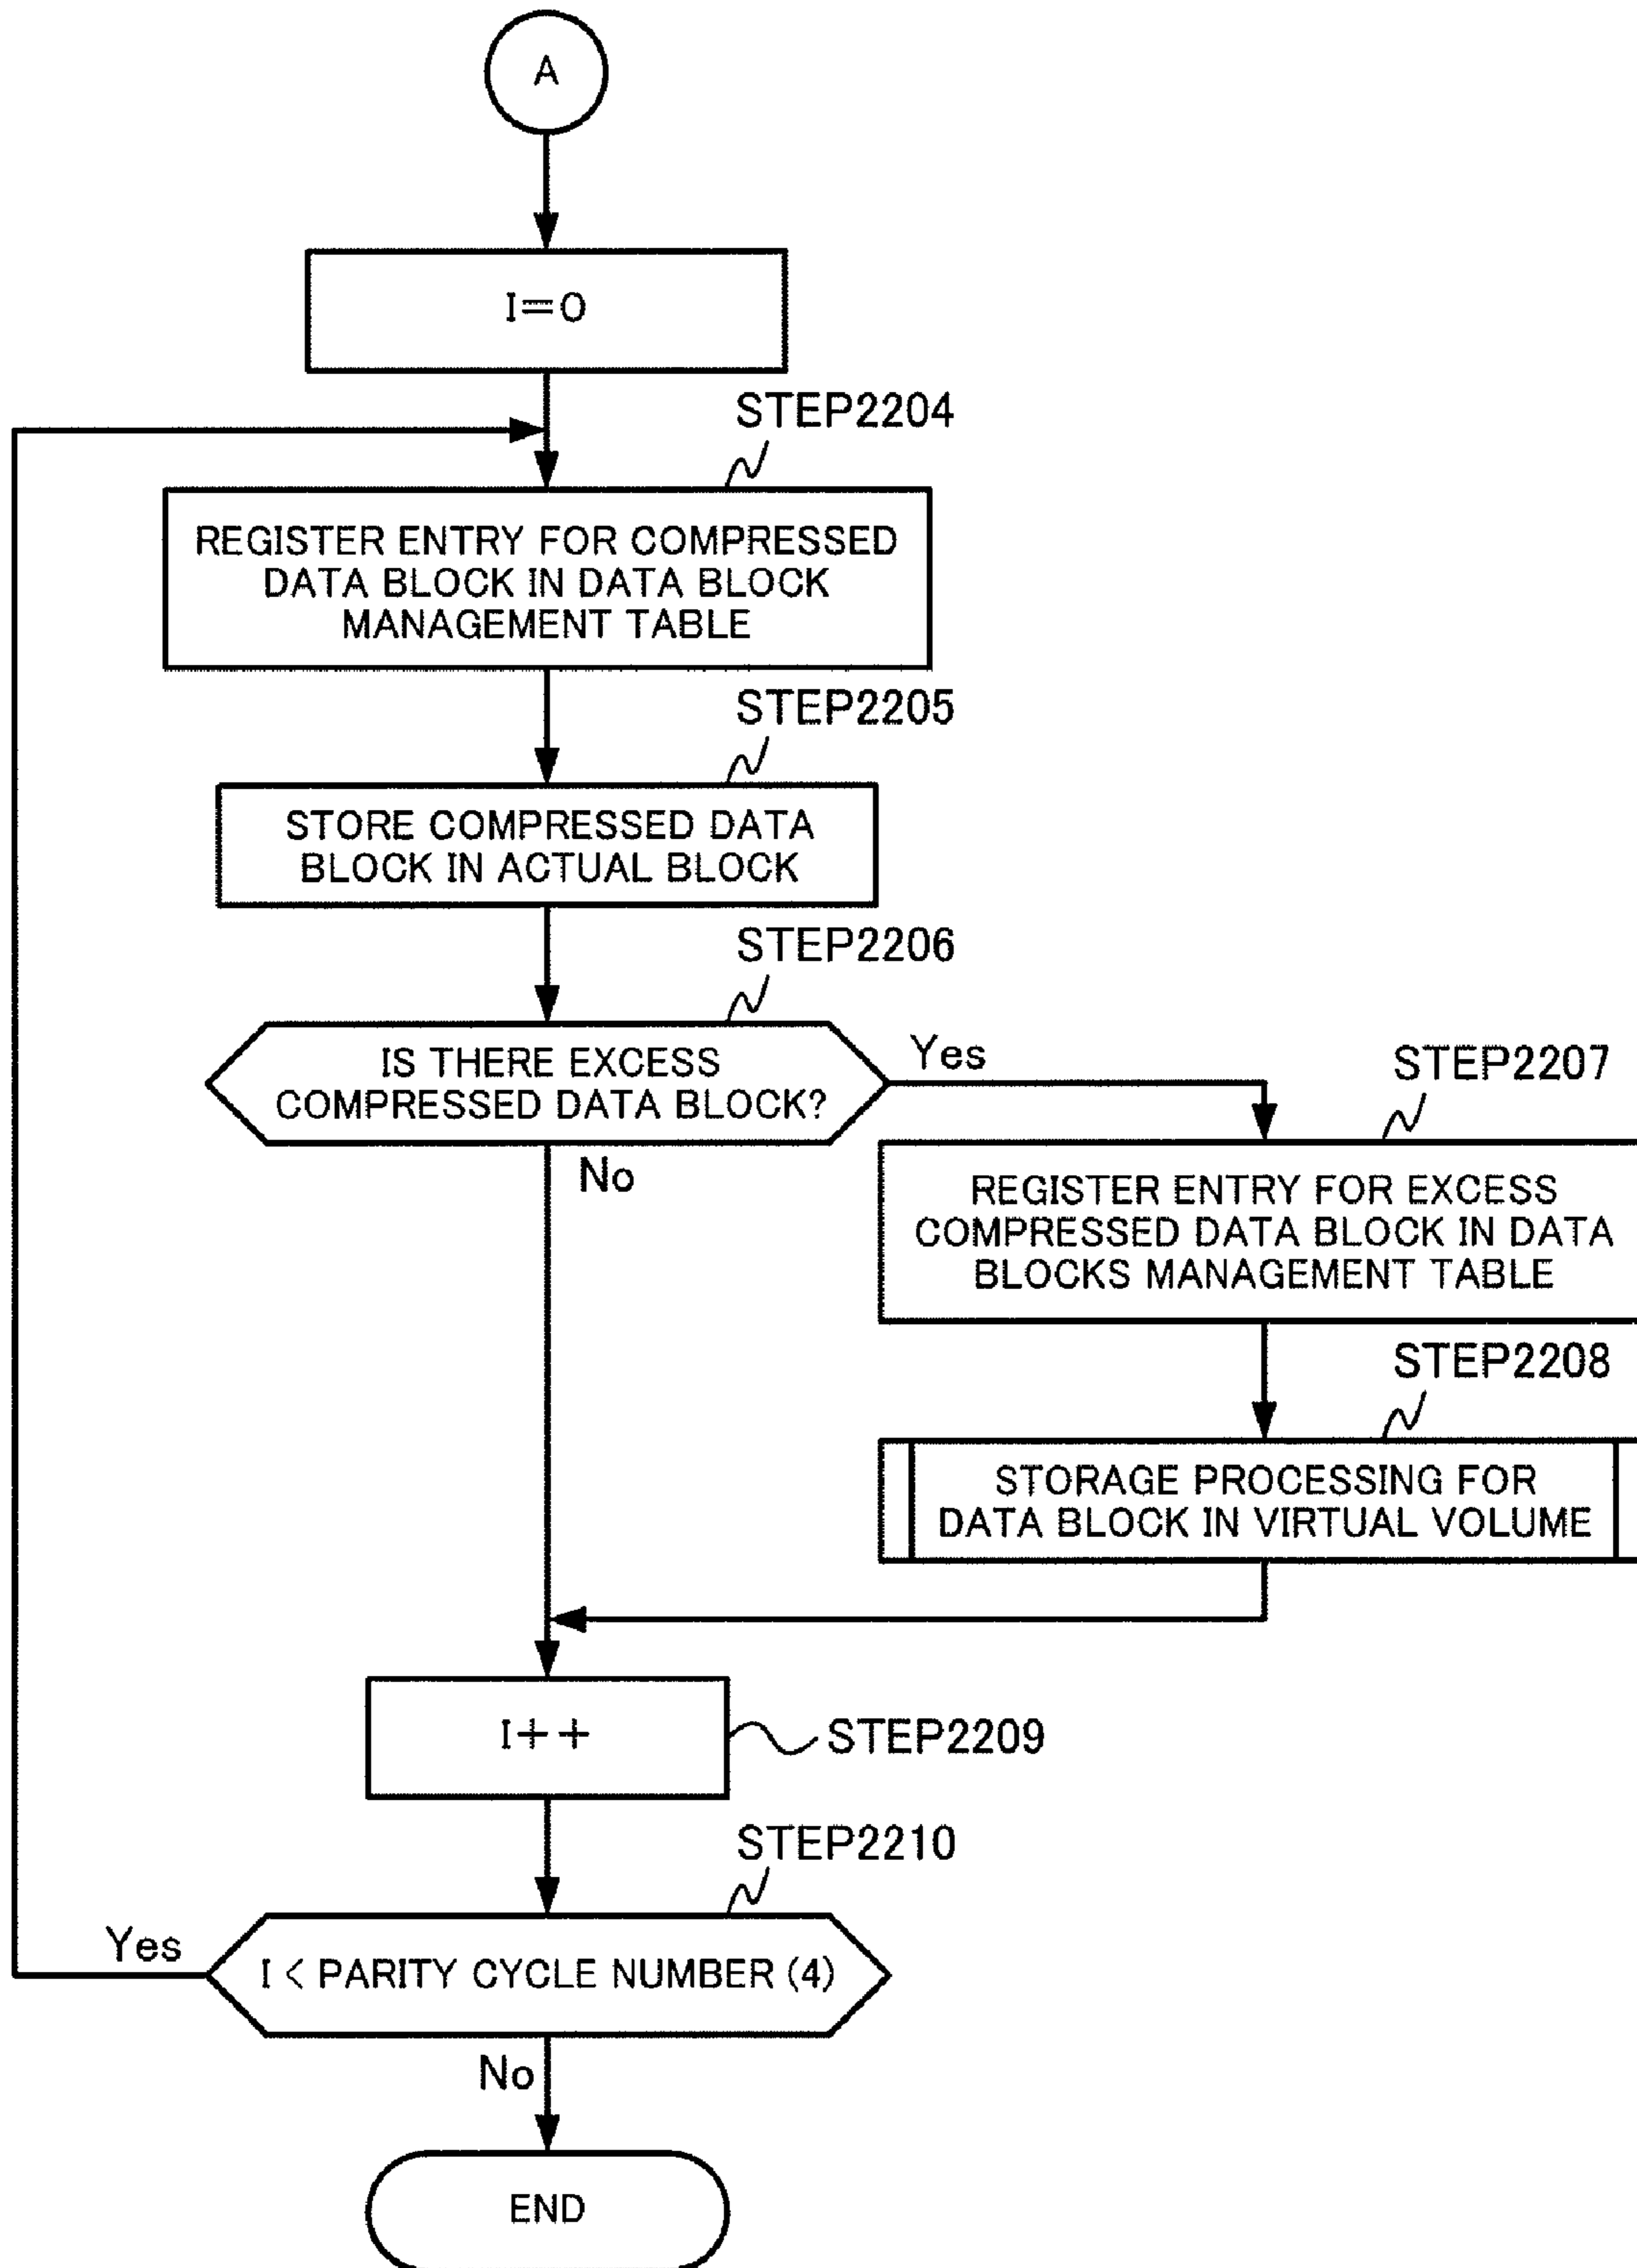 A
I=0
STEP2204
REGISTER ENTRY FOR COMPRESSED
DATA BLOCK IN DATA BLOCK
MANAGEMENT TABLE
STEP2205
STORE COMPRESSED DATA
BLOCK IN ACTUAL BLOCK
STEP2206
IS THERE EXCESS
COMPRESSED DATA BLOCK?
Yes
No
STEP2207
REGISTER ENTRY FOR EXCESS
COMPRESSED DATA BLOCK IN DATA
BLOCKS MANAGEMENT TABLE
STEP2208
STORAGE PROCESSING FOR
DATA BLOCK IN VIRTUAL VOLUME
I++
STEP2209
STEP2210
Yes
I < PARITY CYCLE NUMBER (4)
No
END